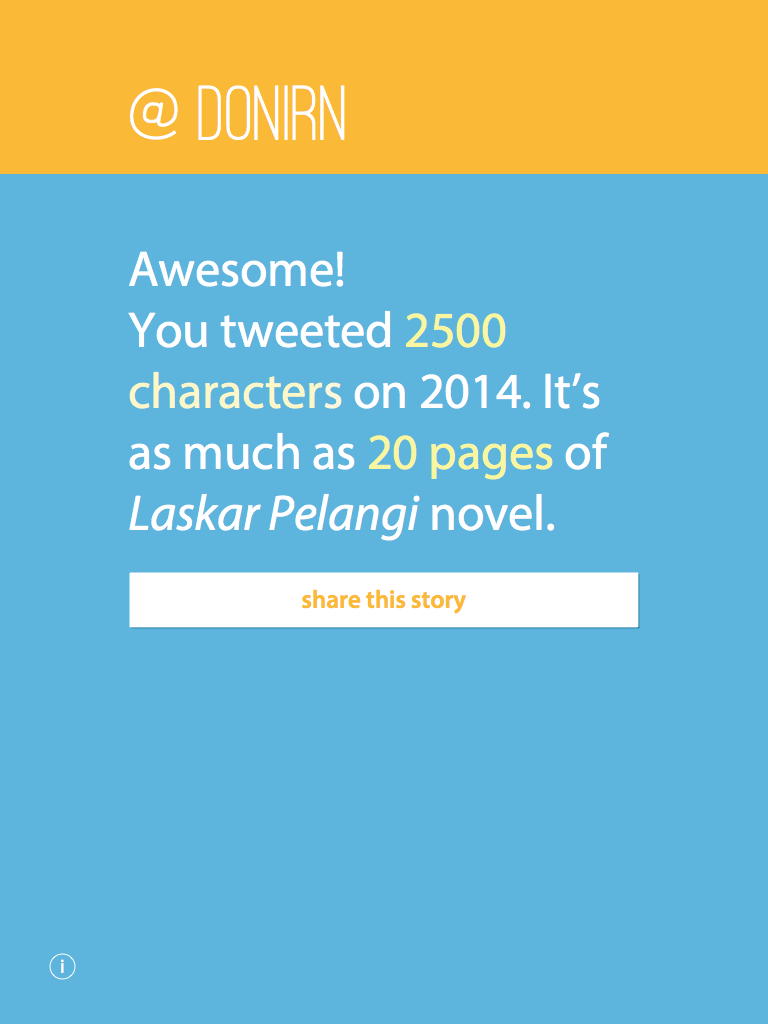 @ DONIRN
Awesome!
You tweeted 2500
characters on 2014. It’s
as much as 20 pages of
Laskar Pelangi novel.
share this story
i